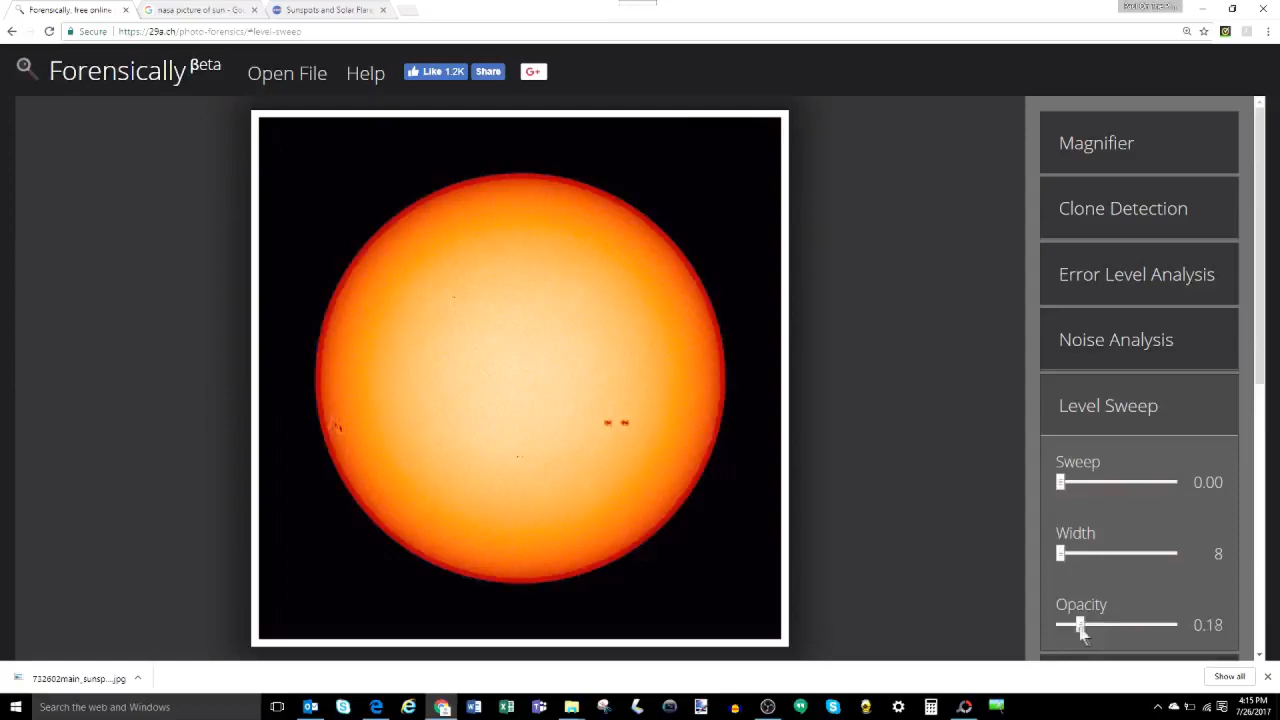 Forensically, free online
nasa picture of sun - Goo
Sunspots and Solar Flare
Secure
https://29a.ch/photo-forensics/#level-sweep
Forensically Beta
Open File
Help
Like 1.2K
Share
G+
Magnifier
Clone Detection
Error Level Analysis
Noise Analysis
Level Sweep
Sweep
0.00
Width
8
Opacity
0.18
732602main_sunsp....jpg
Show all
Search the web and Windows
4:15 PM
7/26/2017